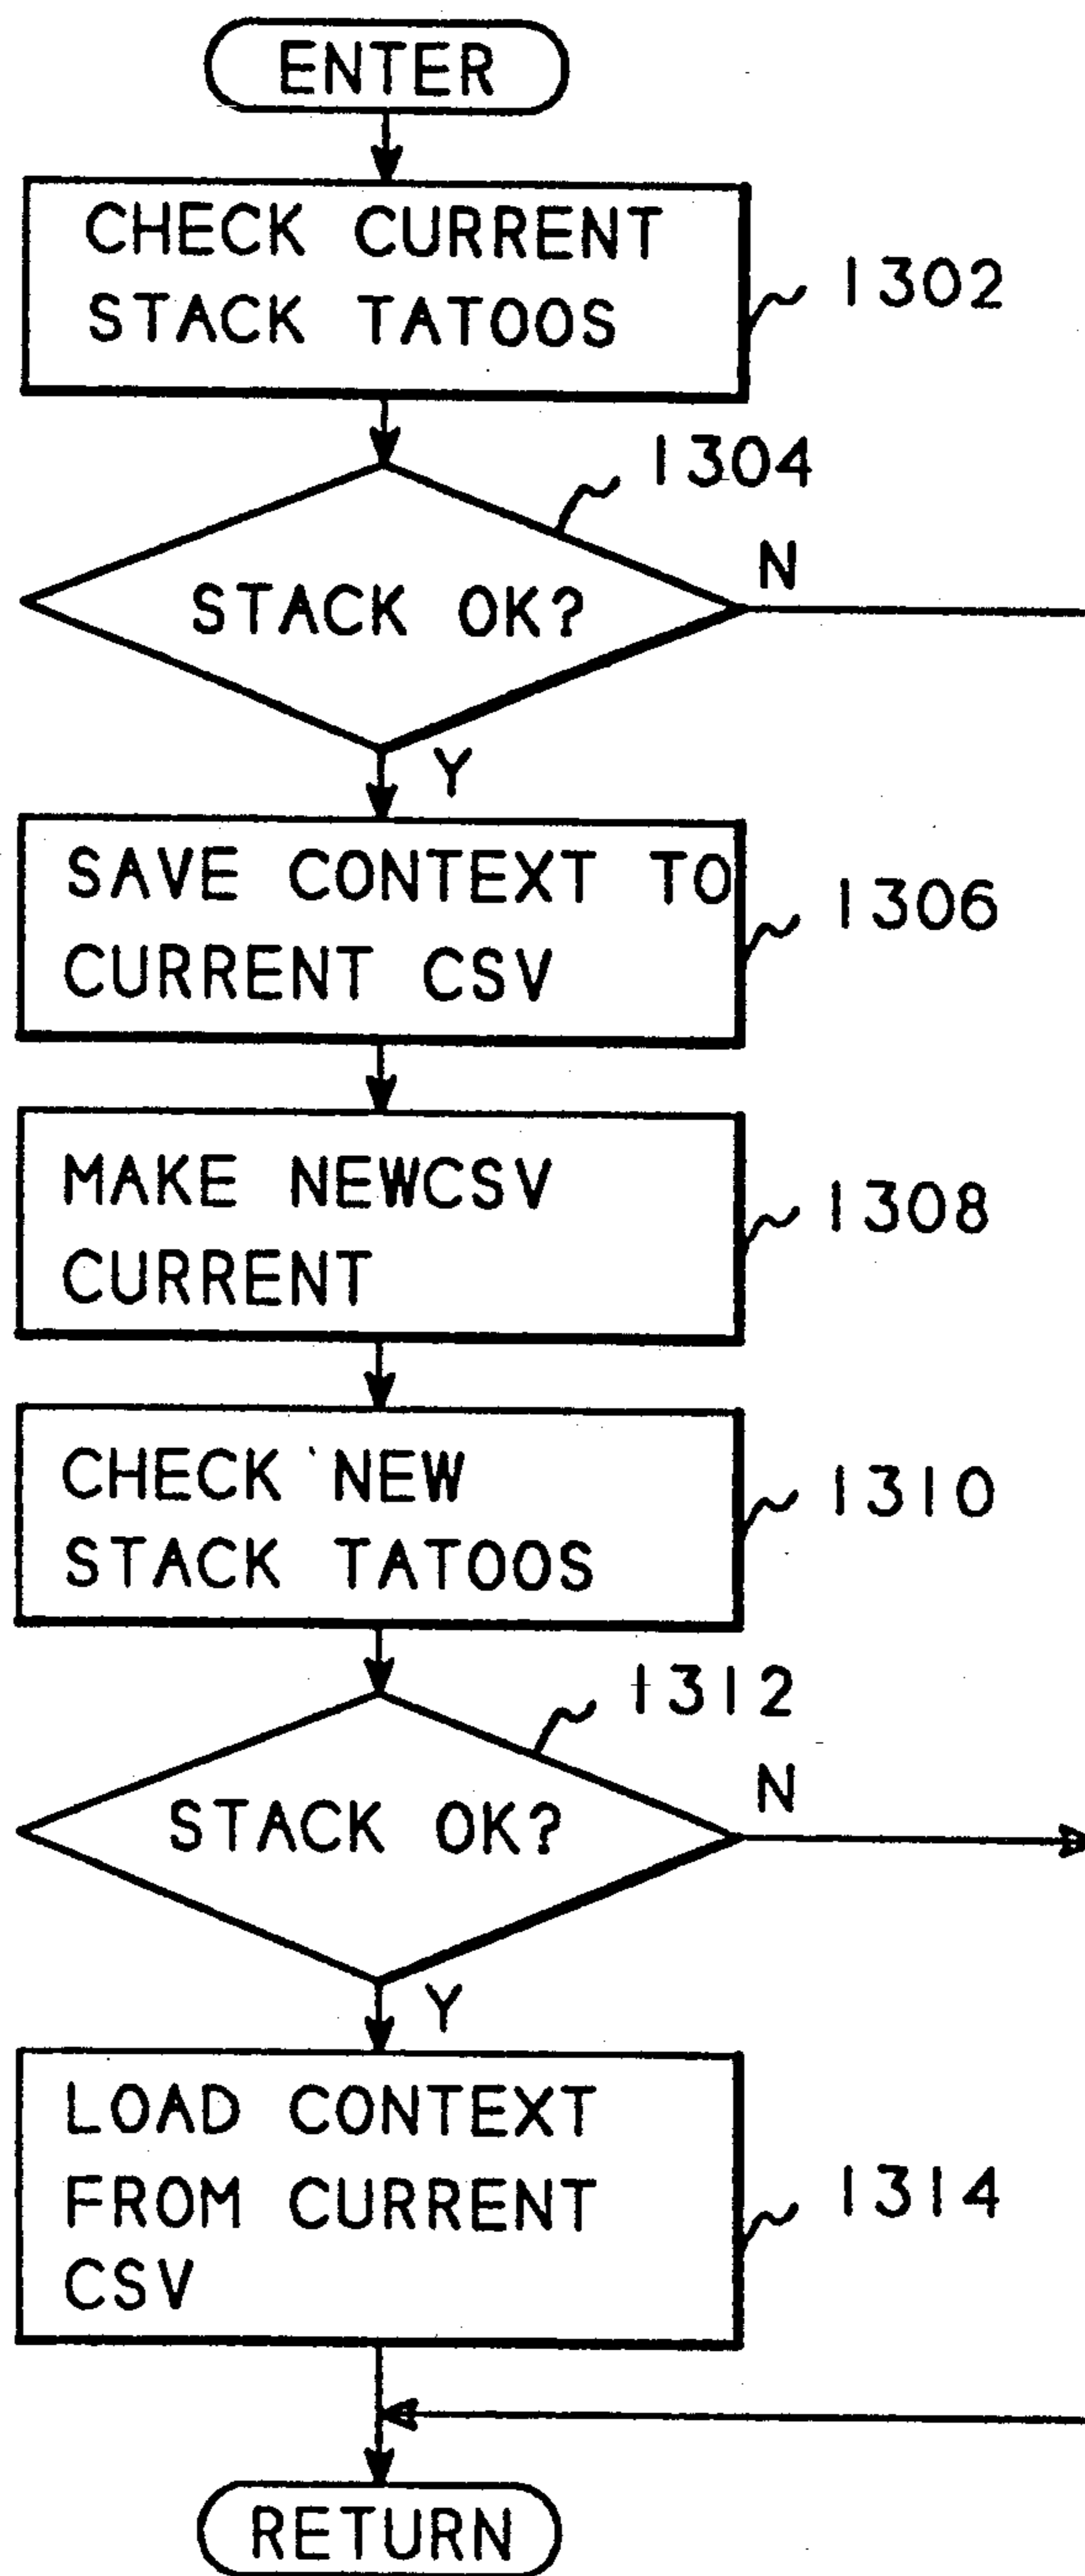 ENTER
CHECK CURRENT
STACK TATOOS
1302
1304
STACK OK?
N
Y
SAVE CONTEXT TO
CURRENT CSV
1306
MAKE NEWCSV
CURRENT
1308
CHECK NEW
STACK TATOOS
1310
1312
STACK OK?
N
Y
LOAD CONTEXT
FROM CURRENT
CSV
1314
RETURN